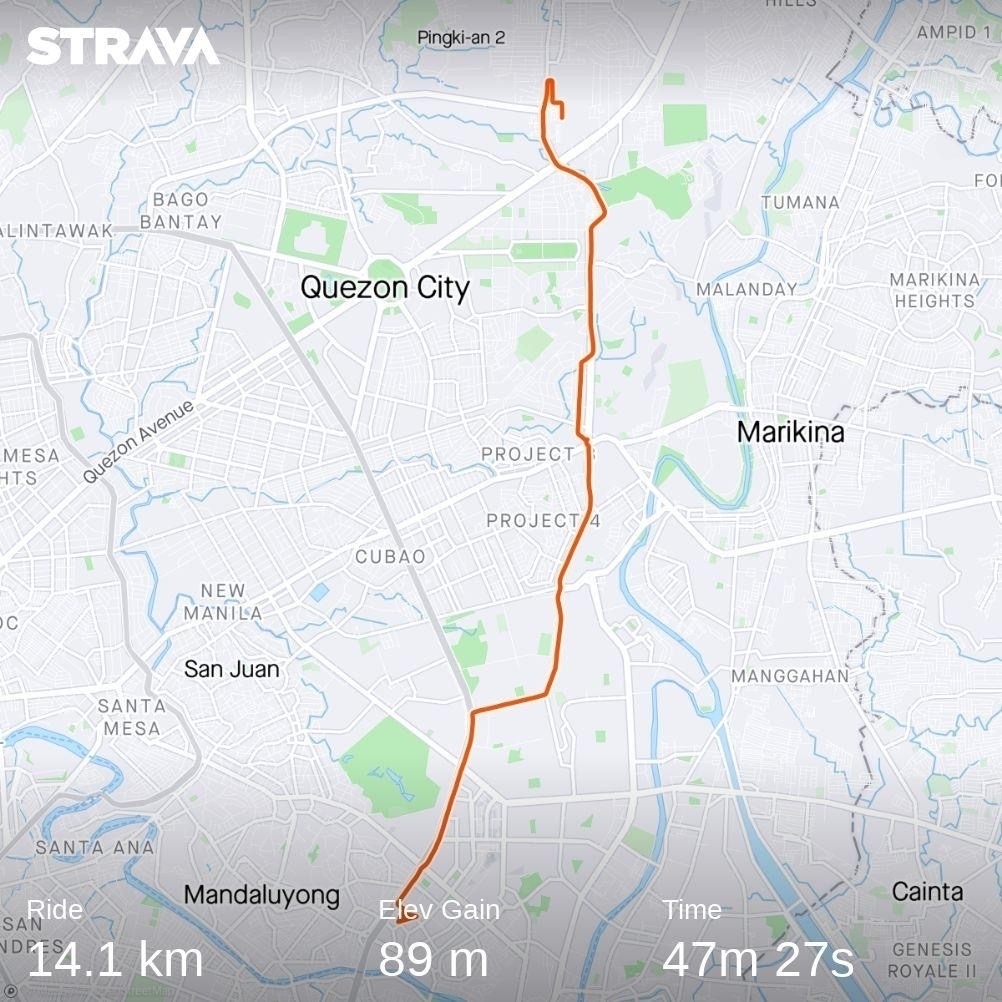 HILLS
STRAVA
Pingki-an 2
AMPID 1
FO
BAGO
BANTAY
TUMANA
ALINTAWAK
Quezon City
MALANDAY
MARIKINA
HEIGHTS
Quezon Avenue
Marikina
MESA
HTS
PROJECT 3
PROJECT 4
CUBAO
NEW
MANILA
OC
San Juan
MANGGAHAN
SANTA
MESA
SANTA ANA
Mandaluyong
Cainta
Ride
Elev Gain
Time
SAN
NDRES
14.1 km
89 m
47m 27s
GENESIS
ROYALE II